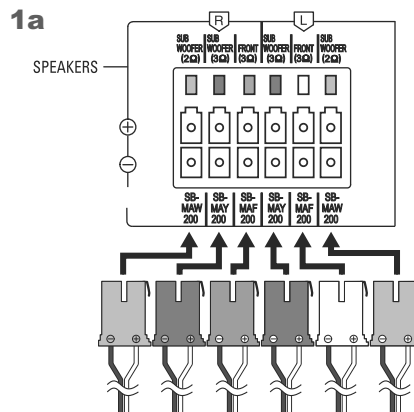 1a
R L
SUB WOOFER (2Ω) SUB WOOFER (3Ω) FRONT (3Ω) SUB WOOFER (3Ω) FRONT (3Ω) SUB WOOFER (2Ω)
SPEAKERS
⊕
⊖
SB-MAW 200 SB-MAY 200 SB-MAF 200 SB-MAY 200 SB-MAF 200 SB-MAW 200
⊖ ⊕ ⊖ ⊕ ⊖ ⊕ ⊖ ⊕ ⊖ ⊕ ⊖ ⊕